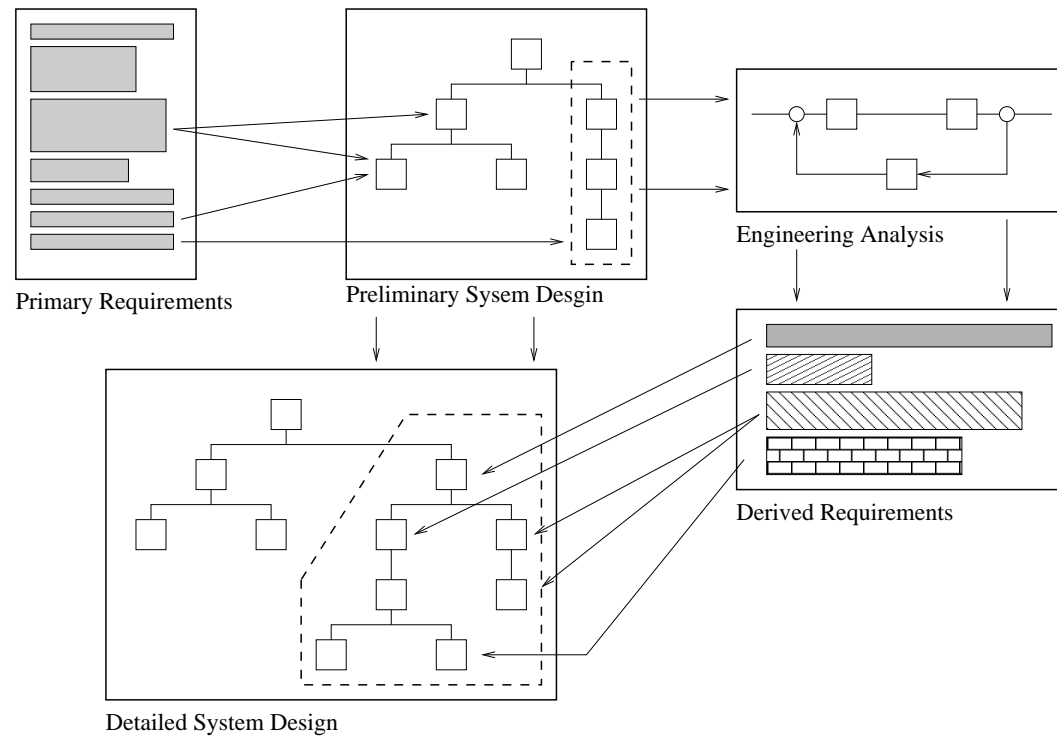 Primary Requirements
Preliminary Sysem Desgin
Engineering Analysis
Derived Requirements
Detailed System Design